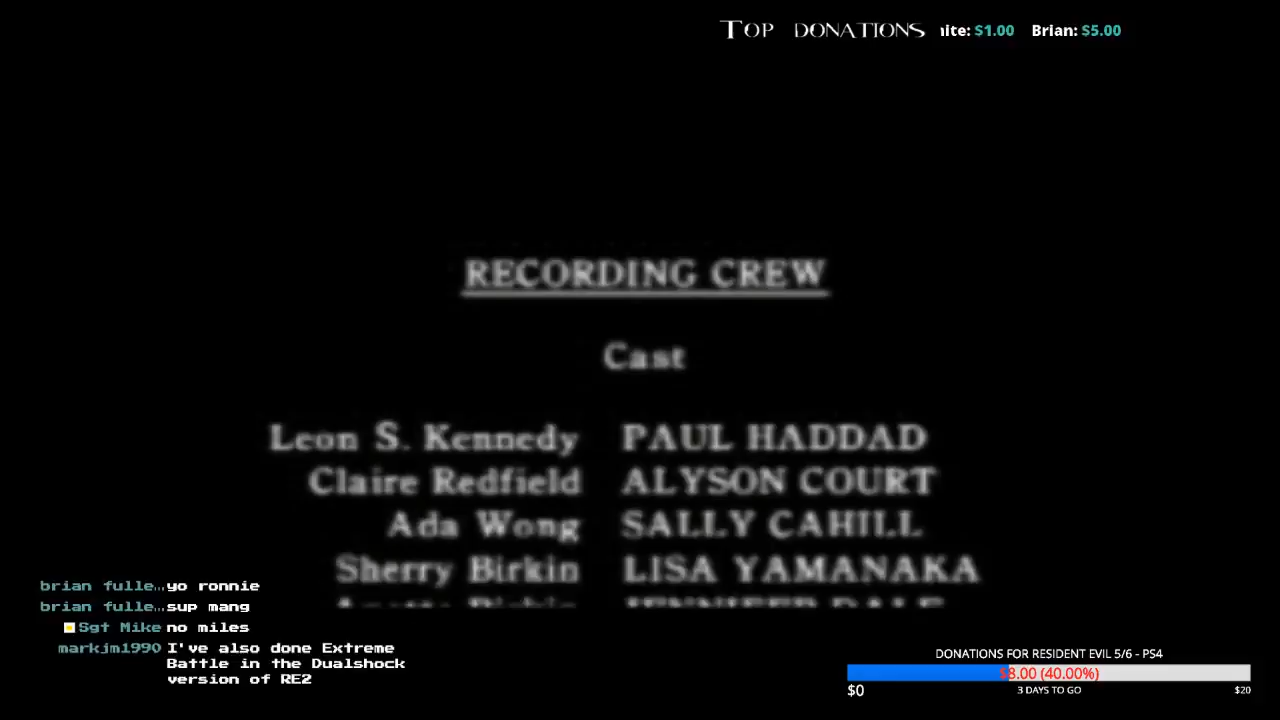 TOP DONATIONS ite: $1.00 Brian: $5.00
RECORDING CREW
Cast
Leon S. Kennedy PAUL HADDAD
Claire Redfield ALYSON COURT
Ada Wong SALLY CAHILL
Sherry Birkin LISA YAMANAKA
brian fulle… yo ronnie
brian fulle… sup mang
Sgt Mike no miles
markjm1990 I've also done Extreme
Battle in the Dualshock
version of RE2
DONATIONS FOR RESIDENT EVIL 5/6 - PS4
$8.00 (40.00%)
$0 3 DAYS TO GO $20